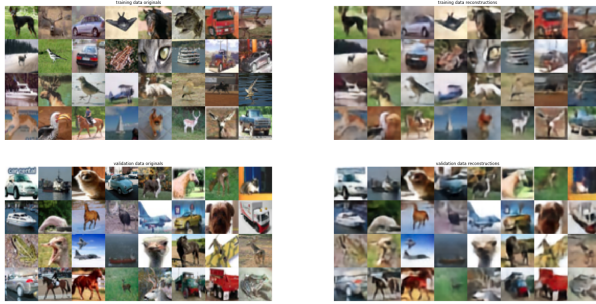 training data originals
training data reconstructions
validation data originals
validation data reconstructions